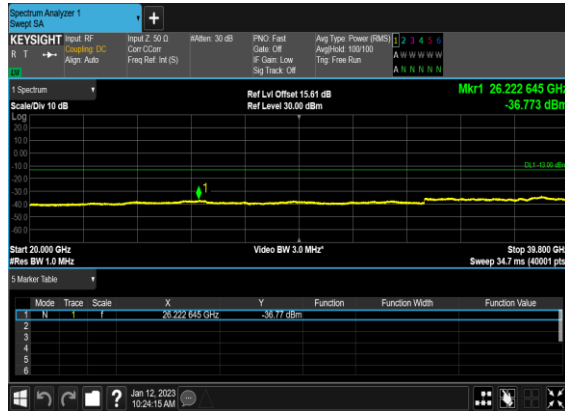 Spectrum Analyzer 1
Swept SA
+
KEYSIGHT Input: RF Input Z: 50 Ω #Atten: 30 dB PNO: Fast Avg Type: Power (RMS) 1 2 3 4 5 6
R T Coupling: DC Corr CCorr Gate: Off Avg|Hold: 100/100 A W W W W W
Align: Auto Freq Ref: Int (S) IF Gain: Low Trig: Free Run
Sig Track: Off A N N N N N
1 Spectrum
Ref Lvl Offset 15.61 dB Mkr1 26.222 645 GHz
Scale/Div 10 dB Ref Level 30.00 dBm -36.773 dBm
Log
20.0
10.0
0.00
-10.0
DL1 -13.00 dBm
-20.0
1
-30.0
-40.0
-50.0
-60.0
Start 20.000 GHz Video BW 3.0 MHz* Stop 39.800 GHz
#Res BW 1.0 MHz Sweep 34.7 ms (40001 pts
5 Marker Table
Mode Trace Scale X Y Function Function Width Function Value
1 N 1 f 26.222 645 GHz -36.77 dBm
2
3
4
5
6
?
Jan 12, 2023
10:24:15 AM